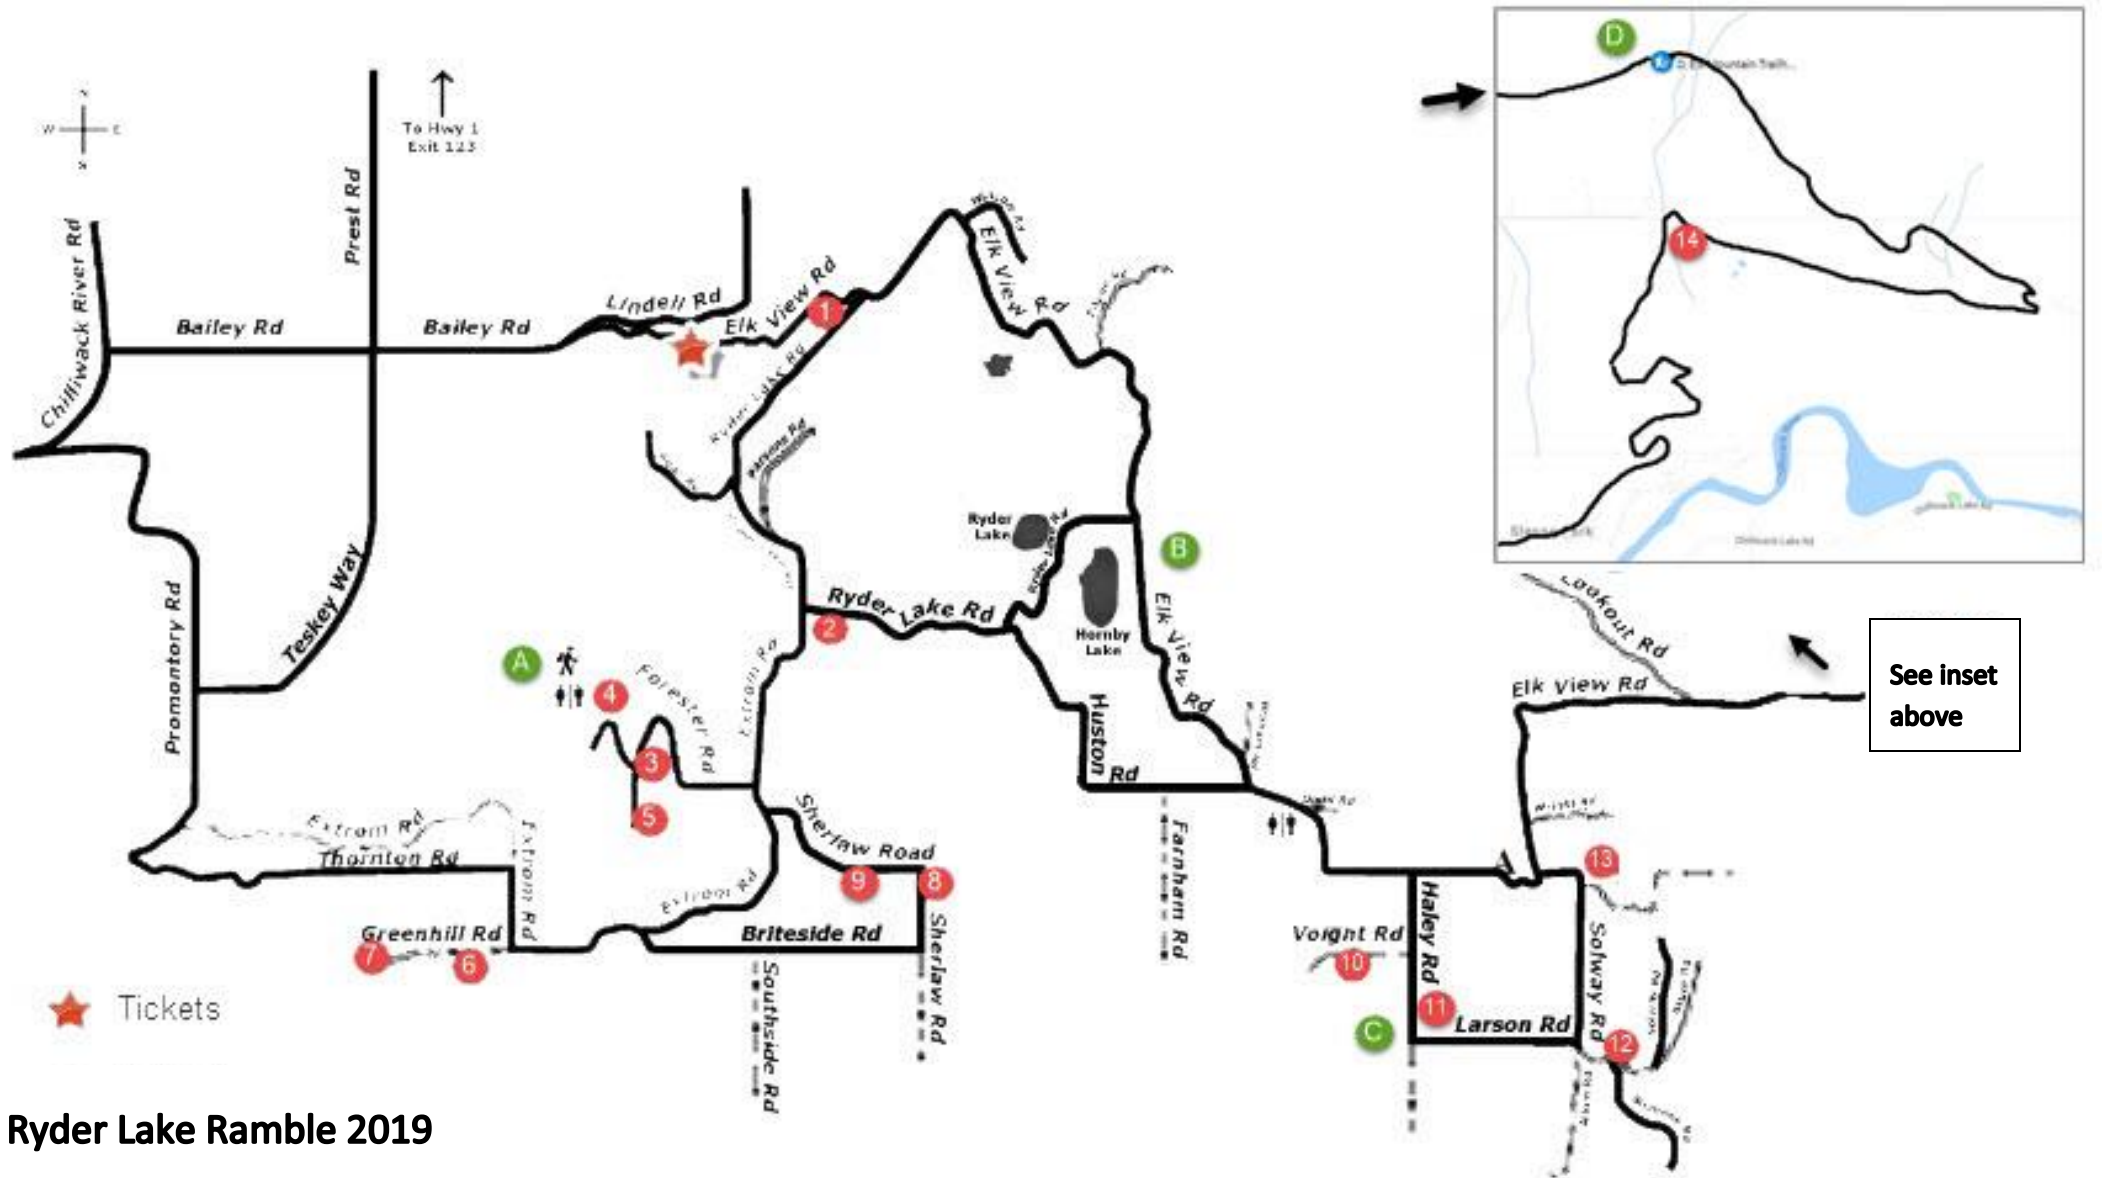 D
To Hwy 1
Exit 123
W
E
Prest Rd
Chilliwack River Rd
Lindell Rd
Elk View Rd
1
Bailey Rd
Bailey Rd
Elk View Rd
14
Ryder
Lake
B
Ryder Lake Rd
2
Hornby
Lake
Elk View Rd
Teskey Way
Promontory Rd
A
4
Forester Rd
Extrom Rd
3
5
Huston
Rd
Lookout Rd
Elk View Rd
See inset
above
Extrom Rd
Thornton Rd
Extrom Rd
Sherlaw Road
9
8
Extrom Rd
Farnham Rd
13
Greenhill Rd
7
6
Briteside Rd
Sherlaw Rd
Southside Rd
Voight Rd
10
Haley Rd
11
C
Larson Rd
Solway Rd
12
Tickets
Ryder Lake Ramble 2019